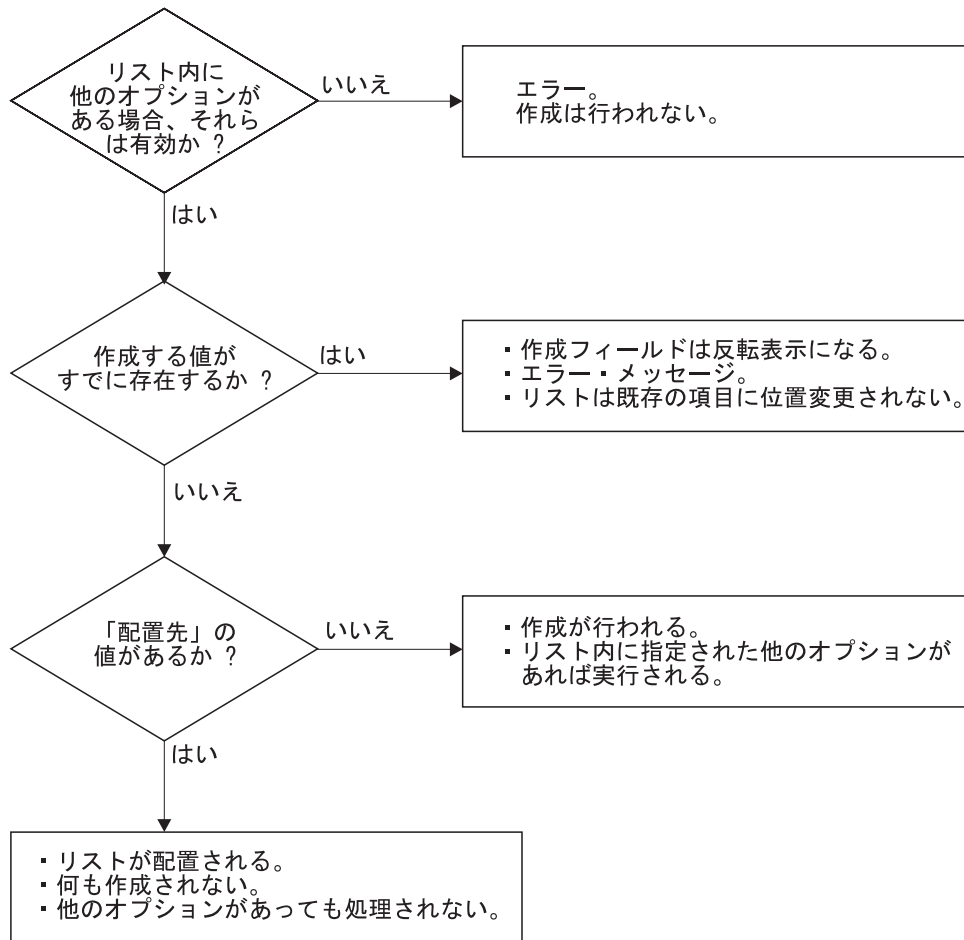 リスト内に
他のオプションが
ある場合、それら
は有効か ?
いいえ
エラー。
作成は行われない。
はい
作成する値が
すでに存在するか ?
はい
・作成フィールドは反転表示になる。
・エラー・メッセージ。
・リストは既存の項目に位置変更されない。
いいえ
「配置先」の
値があるか ?
いいえ
・作成が行われる。
・リスト内に指定された他のオプションが
あれば実行される。
はい
・リストが配置される。
・何も作成されない。
・他のオプションがあっても処理されない。